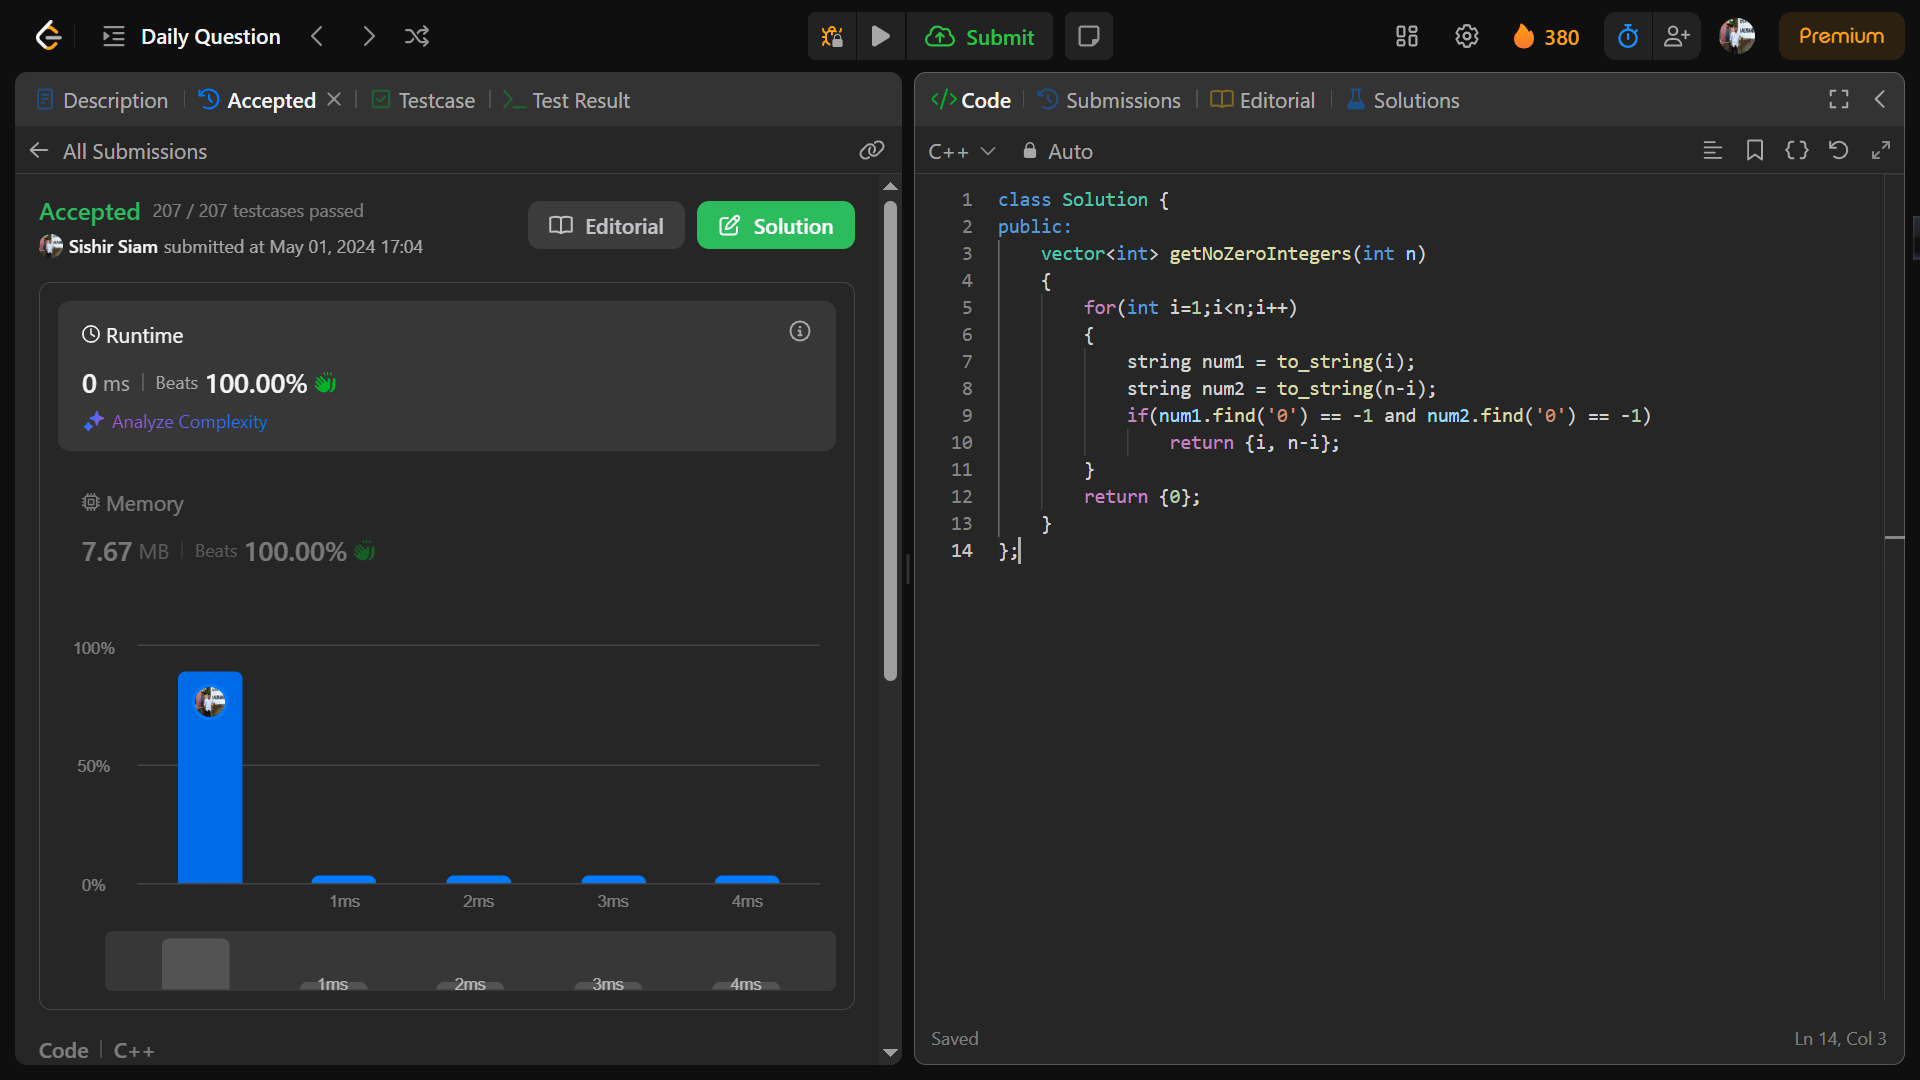 Daily Question
Submit
380
Premium
Description
Accepted
Testcase
Test Result
All Submissions
Accepted 207 / 207 testcases passed
Sishir Siam submitted at May 01, 2024 17:04
Editorial
Solution
Runtime
0 ms Beats 100.00%
Analyze Complexity
Memory
7.67 MB Beats 100.00%
100%
50%
0%
1ms 2ms 3ms 4ms
1ms 2ms 3ms 4ms
Code C++
Code
Submissions
Editorial
Solutions
C++ Auto
1 class Solution {
2 public:
3     vector<int> getNoZeroIntegers(int n)
4     {
5         for(int i=1;i<n;i++)
6         {
7             string num1 = to_string(i);
8             string num2 = to_string(n-i);
9             if(num1.find('0') == -1 and num2.find('0') == -1)
10                 return {i, n-i};
11         }
12         return {0};
13     }
14 };
Saved
Ln 14, Col 3